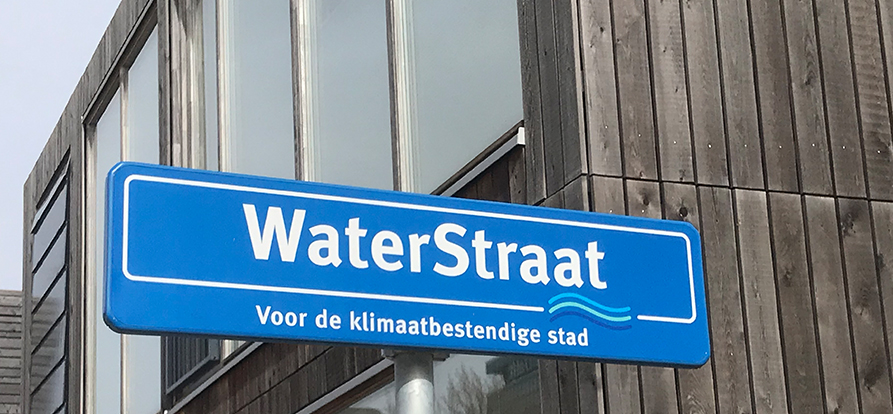 WaterStraat
Voor de klimaatbestendige stad